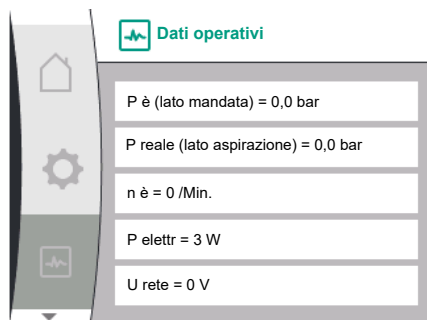 Dati operativi
P è (lato mandata) = 0,0 bar
P reale (lato aspirazione) = 0,0 bar
n è = 0 /Min.
P elettr = 3 W
U rete = 0 V